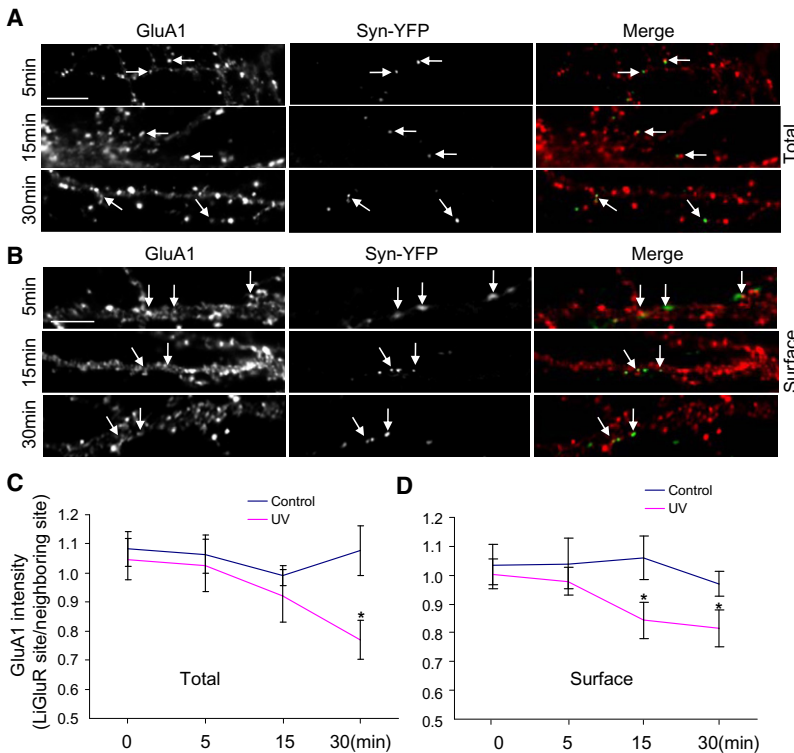 A
GluA1 Syn-YFP Merge
5min
15min
30min
Total
B
GluA1 Syn-YFP Merge
5min
15min
30min
Surface
C
Control
UV
GluA1 intensity
(LiGluR site/neighboring site)
1.2
1.1
1.0
0.9
0.8
0.7
0.6
0.5
*
Total
0 5 15 30(min)
D
Control
UV
1.2
1.1
1.0
0.9
0.8
0.7
0.6
0.5
* *
Surface
0 5 15 30(min)